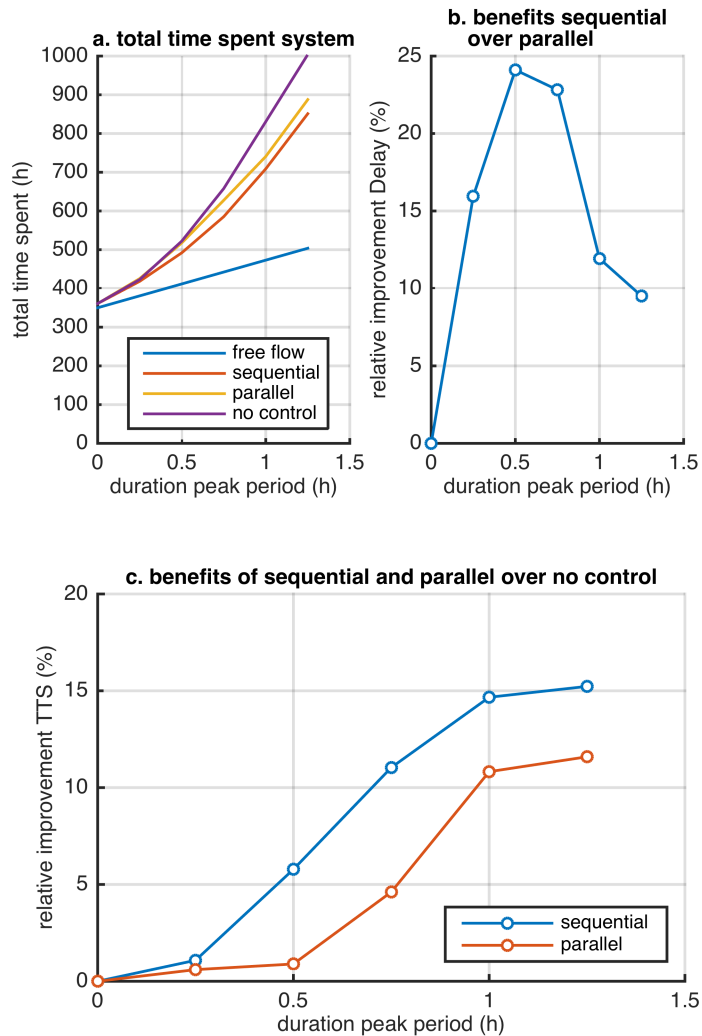 a. total time spent system
1000
900
800
700
600
500
400
300
200
100
0
total time spent (h)
free flow
sequential
parallel
no control
0 0.5 1 1.5
duration peak period (h)
b. benefits sequential
over parallel
25
20
15
10
5
0
relative improvement Delay (%)
0 0.5 1 1.5
duration peak period (h)
c. benefits of sequential and parallel over no control
20
15
10
5
0
relative improvement TTS (%)
sequential
parallel
0 0.5 1 1.5
duration peak period (h)